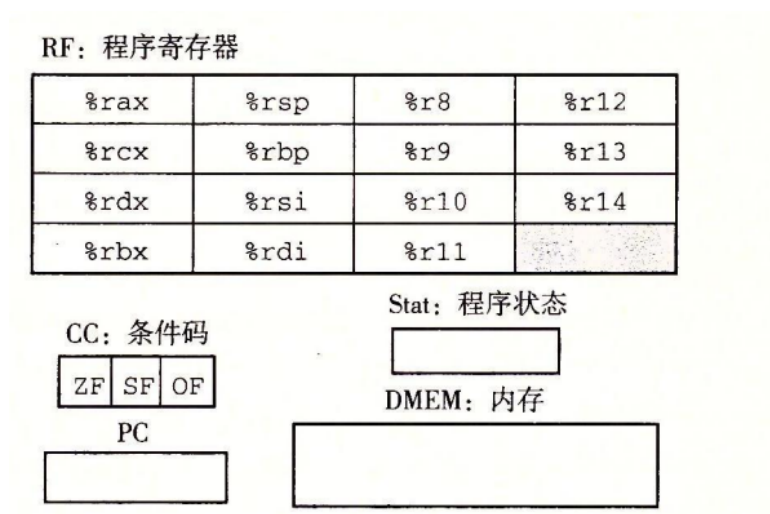 RF：程序寄存器
%rax %rsp %r8 %r12
%rcx %rbp %r9 %r13
%rdx %rsi %r10 %r14
%rbx %rdi %r11
Stat：程序状态
CC：条件码
ZF SF OF
DMEM：内存
PC